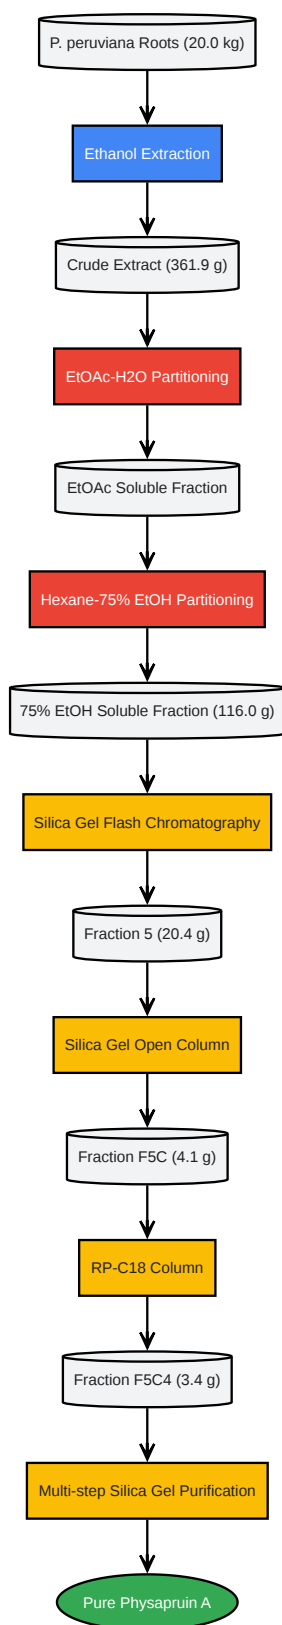 P. peruviana Roots (20.0 kg)
Ethanol Extraction
Crude Extract (361.9 g)
EtOAc-H2O Partitioning
EtOAc Soluble Fraction
Hexane-75% EtOH Partitioning
75% EtOH Soluble Fraction (116.0 g)
Silica Gel Flash Chromatography
Fraction 5 (20.4 g)
Silica Gel Open Column
Fraction F5C (4.1 g)
RP-C18 Column
Fraction F5C4 (3.4 g)
Multi-step Silica Gel Purification
Pure Physapruin A